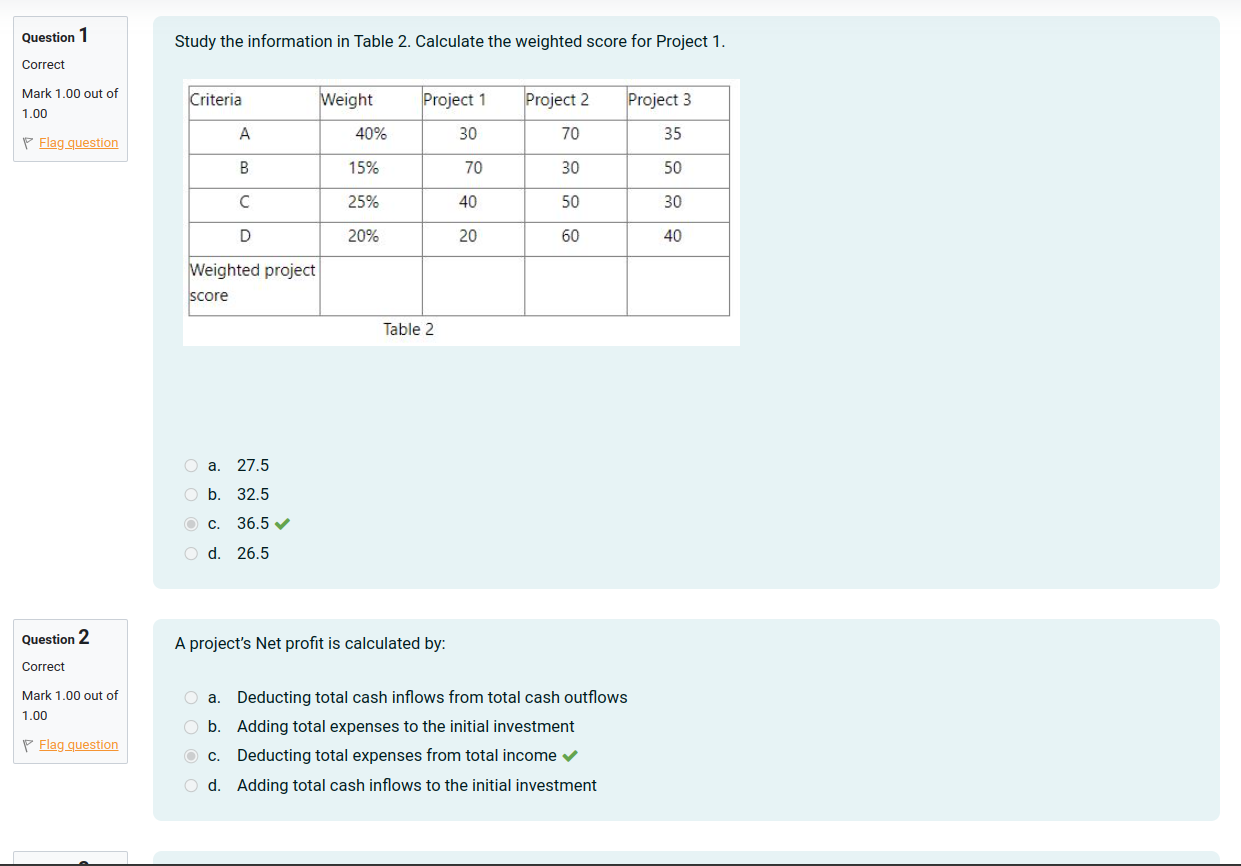 Question 1
Correct
Mark 1.00 out of
1.00
Flag question
Study the information in Table 2. Calculate the weighted score for Project 1.
Criteria Weight Project 1 Project 2 Project 3
A 40% 30 70 35
B 15% 70 30 50
C 25% 40 50 30
D 20% 20 60 40
Weighted project
score
Table 2
a. 27.5
b. 32.5
c. 36.5
d. 26.5
Question 2
Correct
Mark 1.00 out of
1.00
Flag question
A project’s Net profit is calculated by:
a. Deducting total cash inflows from total cash outflows
b. Adding total expenses to the initial investment
c. Deducting total expenses from total income
d. Adding total cash inflows to the initial investment